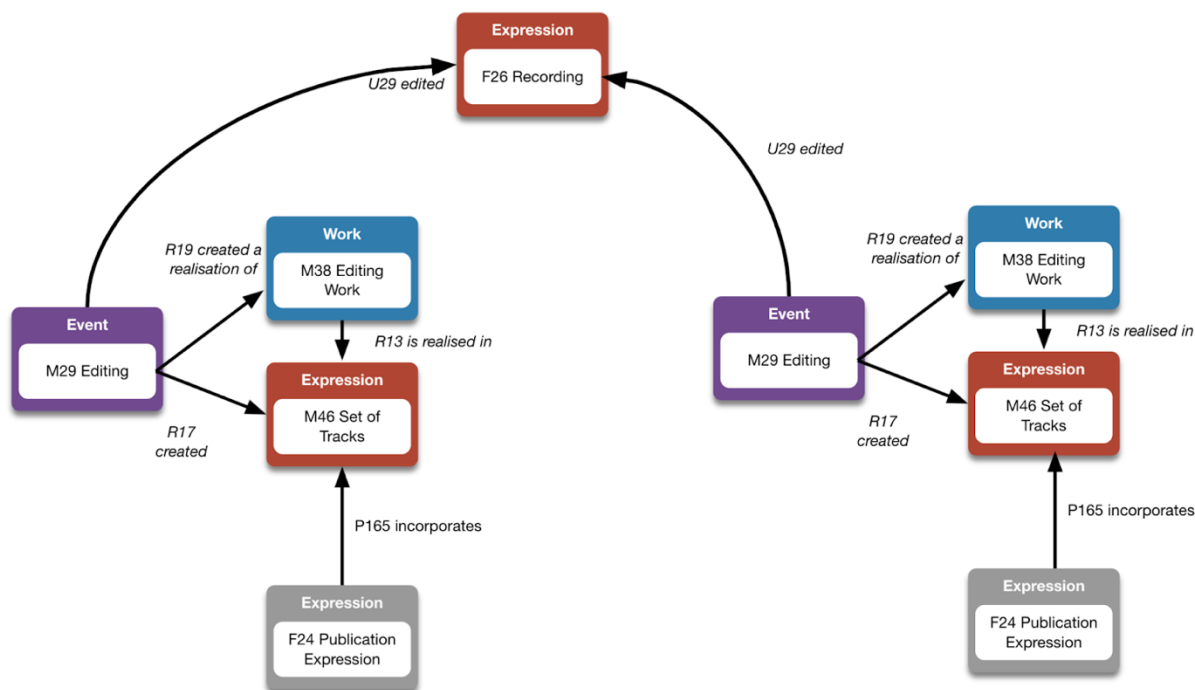 Expression
F26 Recording
U29 edited
U29 edited
Work
M38 Editing
Work
R19 created a
realisation of
Event
M29 Editing
R13 is realised in
Expression
M46 Set of
Tracks
R17
created
P165 incorporates
Expression
F24 Publication
Expression
Work
M38 Editing
Work
R19 created a
realisation of
Event
M29 Editing
R13 is realised in
Expression
M46 Set of
Tracks
R17
created
P165 incorporates
Expression
F24 Publication
Expression